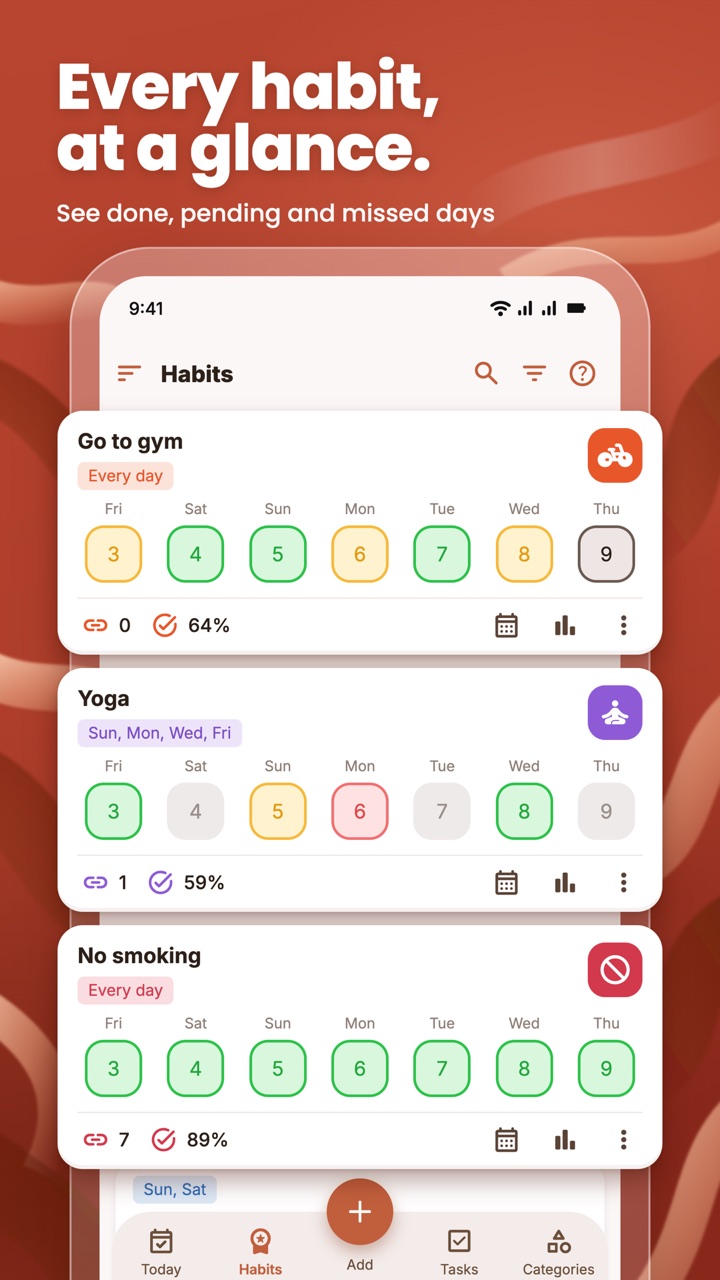 Every habit,
at a glance.
See done, pending and missed days
9:41
Habits
Go to gym
Every day
Fri Sat Sun Mon Tue Wed Thu
3 4 5 6 7 8 9
0 64%
Yoga
Sun, Mon, Wed, Fri
Fri Sat Sun Mon Tue Wed Thu
3 4 5 6 7 8 9
1 59%
No smoking
Every day
Fri Sat Sun Mon Tue Wed Thu
3 4 5 6 7 8 9
7 89%
Sun, Sat
Today Habits Add Tasks Categories